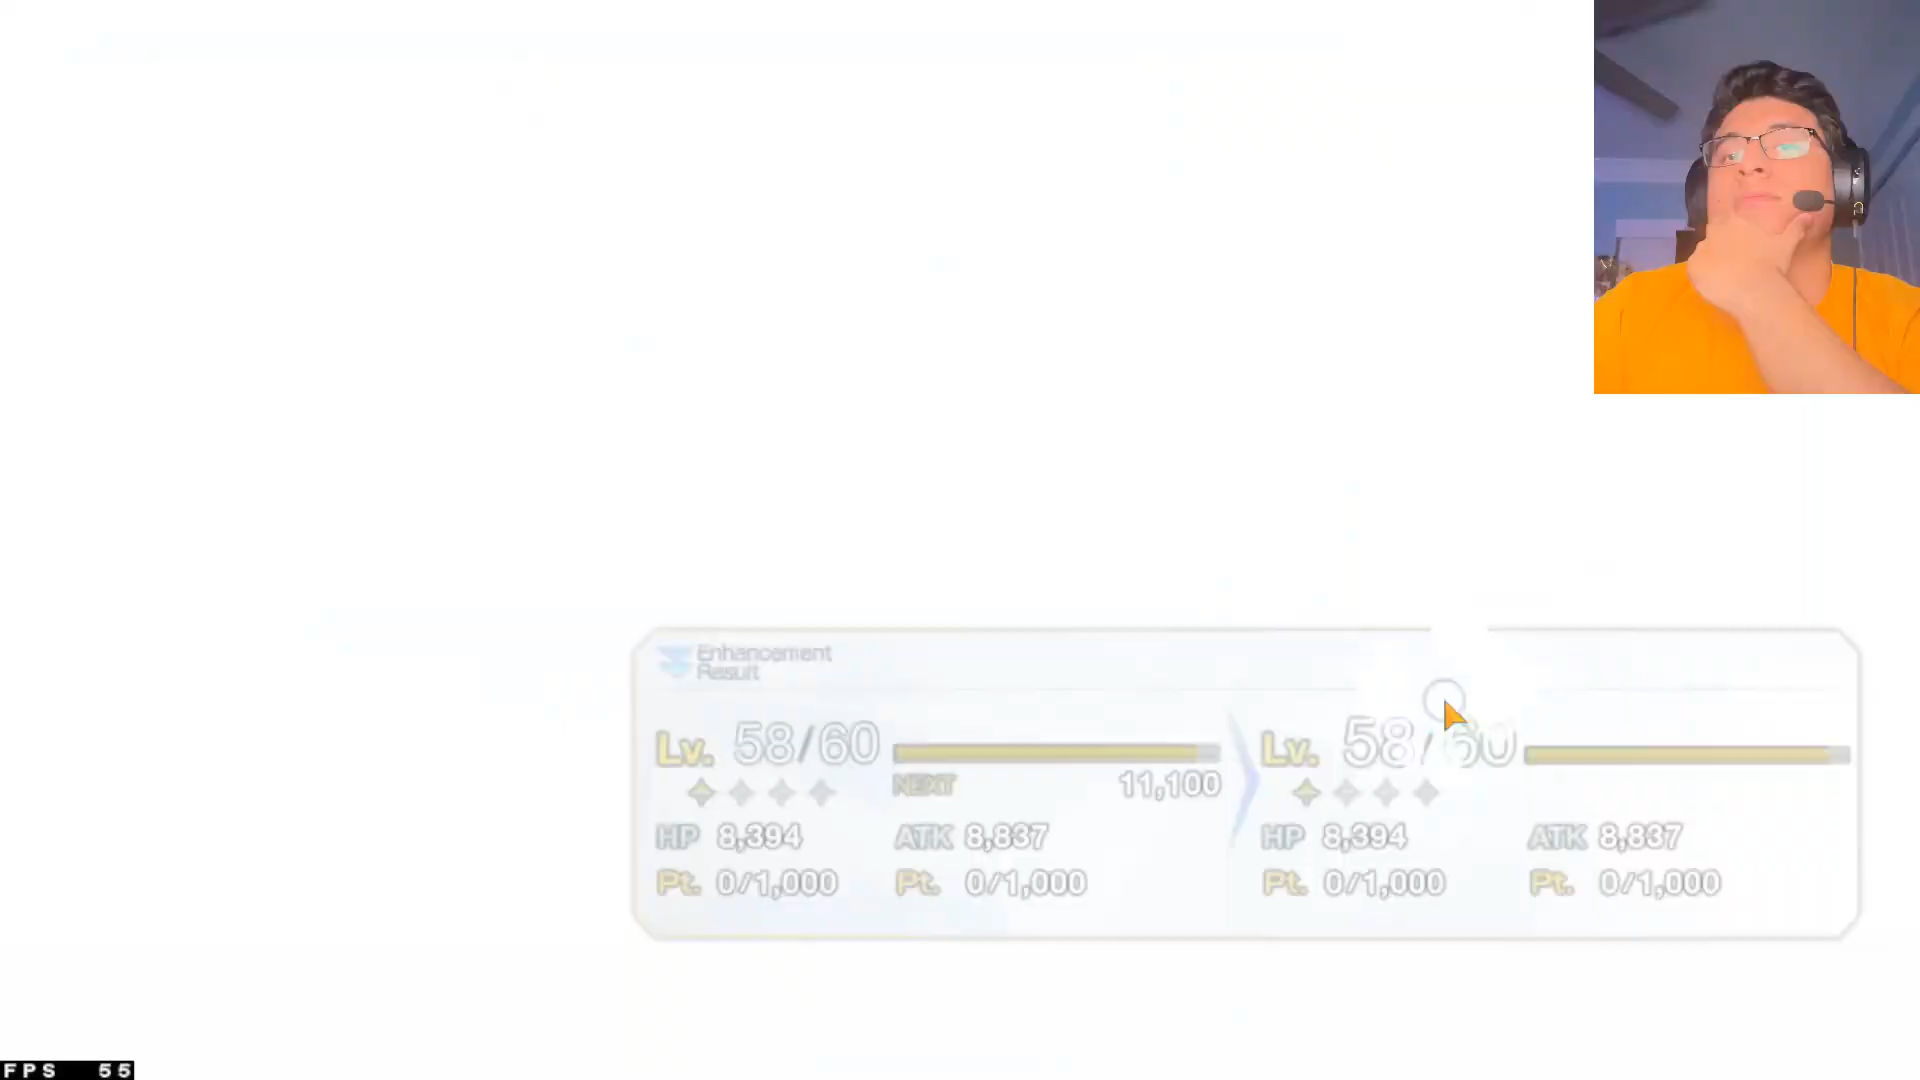 Enhancement
Result
Lv. 58/60
NEXT 11,100
HP 8,394 ATK 8,837
Pt. 0/1,000 Pt. 0/1,000
Lv. 58/60
HP 8,394 ATK 8,837
Pt. 0/1,000 Pt. 0/1,000
FPS 55